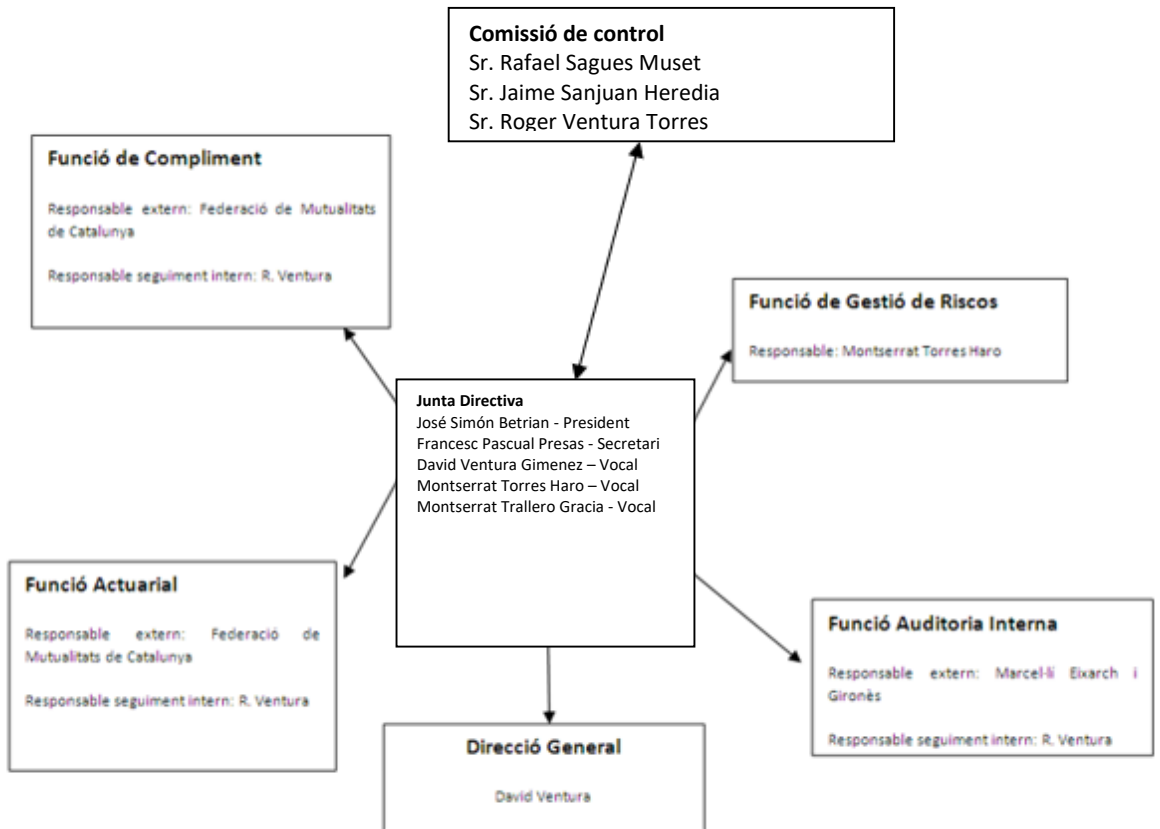 Comissió de control
Sr. Rafael Sagues Muset
Sr. Jaime Sanjuan Heredia
Sr. Roger Ventura Torres
Funció de Compliment
Responsable extern: Federació de Mutualitats
de Catalunya
Responsable seguiment intern: R. Ventura
Funció de Gestió de Riscos
Responsable: Montserrat Torres Haro
Junta Directiva
José Simón Betrian - President
Francesc Pascual Presas - Secretari
David Ventura Gimenez – Vocal
Montserrat Torres Haro – Vocal
Montserrat Trallero Gracia - Vocal
Funció Actuarial
Responsable extern: Federació de
Mutualitats de Catalunya
Responsable seguiment intern: R. Ventura
Funció Auditoria Interna
Responsable extern: Marcel·lí Eixarch i
Gironès
Responsable seguiment intern: R. Ventura
Direcció General
David Ventura